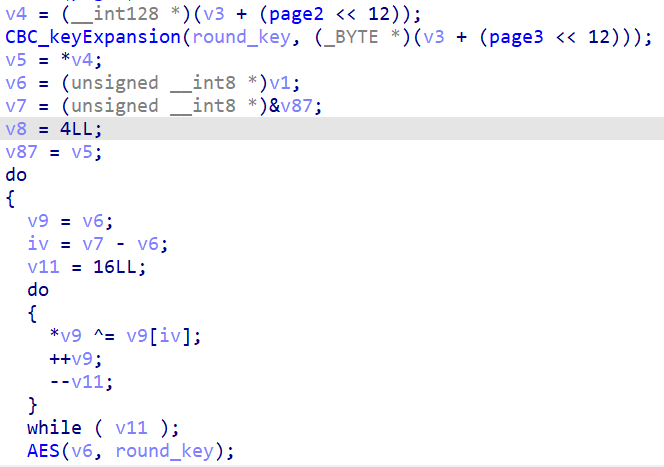 v4 = (__int128 *)(v3 + (page2 << 12));
CBC_keyExpansion(round_key, (_BYTE *)(v3 + (page3 << 12)));
v5 = *v4;
v6 = (unsigned __int8 *)v1;
v7 = (unsigned __int8 *)&v87;
v8 = 4LL;
v87 = v5;
do
{
  v9 = v6;
  iv = v7 - v6;
  v11 = 16LL;
  do
  {
    *v9 ^= v9[iv];
    ++v9;
    --v11;
  }
  while ( v11 );
  AES(v6, round_key);